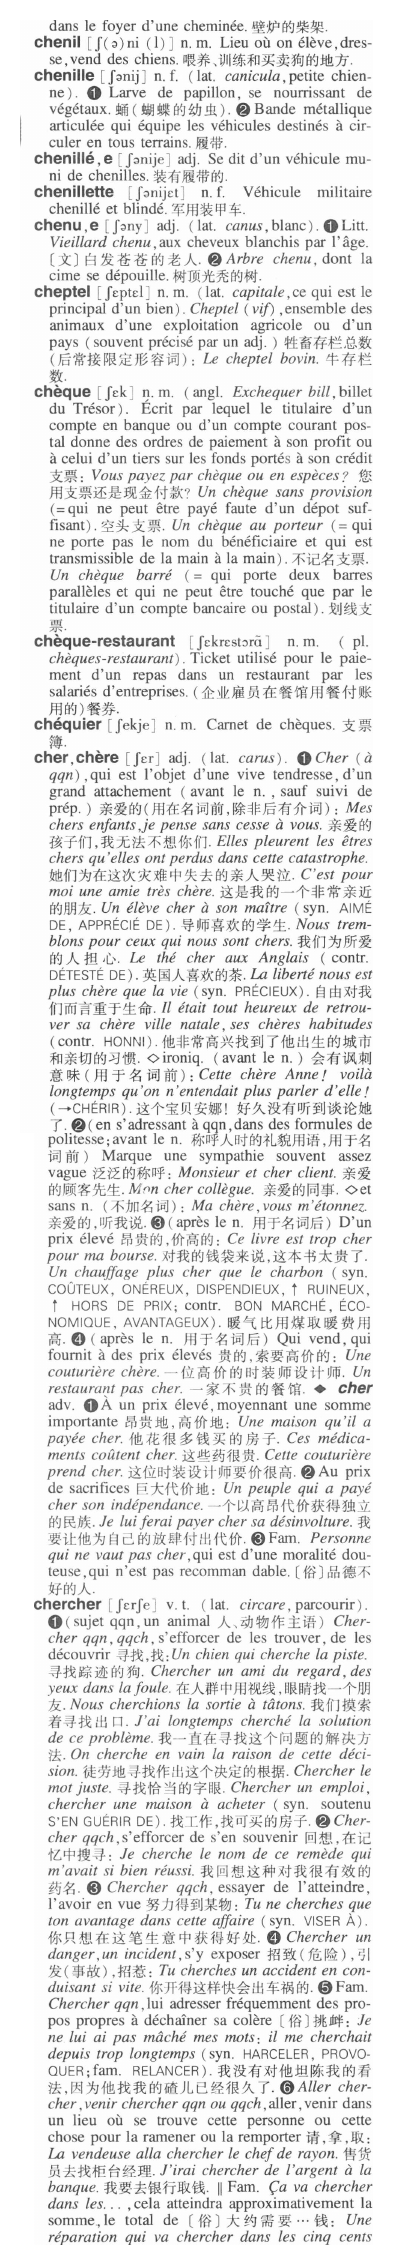 dans le foyer d'une cheminée. 壁炉的柴架.
chenil [ʃ(ə)ni (l)] n. m. Lieu où on élève, dres-
se, vend des chiens. 喂养、训练和买卖狗的地方.
chenille [ʃənij] n. f. (lat. canicula, petite chien-
ne). ❶ Larve de papillon, se nourrissant de
végétaux. 蛹(蝴蝶的幼虫). ❷ Bande métallique
articulée qui équipe les véhicules destinés à cir-
culer en tous terrains. 履带.
chenillé, e [ʃənije] adj. Se dit d'un véhicule mu-
ni de chenilles. 装有履带的.
chenillette [ʃənijɛt] n. f. Véhicule militaire
chenillé et blindé. 军用装甲车.
chenu, e [ʃəny] adj. (lat. canus, blanc). ❶ Litt.
Vieillard chenu, aux cheveux blanchis par l'âge.
〔文〕白发苍苍的老人. ❷ Arbre chenu, dont la
cime se dépouille. 树顶光秃的树.
cheptel [ʃɛptɛl] n. m. (lat. capitale, ce qui est le
principal d'un bien). Cheptel (vif), ensemble des
animaux d'une exploitation agricole ou d'un
pays (souvent précisé par un adj.) 牲畜存栏总数
(后常接限定形容词): Le cheptel bovin. 牛存栏
数.
chèque [ʃɛk] n. m. (angl. Exchequer bill, billet
du Trésor). Écrit par lequel le titulaire d'un
compte en banque ou d'un compte courant pos-
tal donne des ordres de paiement à son profit ou
à celui d'un tiers sur les fonds portés à son crédit
支票: Vous payez par chèque ou en espèces? 您
用支票还是现金付款? Un chèque sans provision
(= qui ne peut être payé faute d'un dépot suf-
fisant). 空头支票. Un chèque au porteur (= qui
ne porte pas le nom du bénéficiaire et qui est
transmissible de la main à la main). 不记名支票.
Un chèque barré (= qui porte deux barres
parallèles et qui ne peut être touché que par le
titulaire d'un compte bancaire ou postal). 划线支
票.
chèque-restaurant [ʃɛkrɛstɔrɑ̃] n. m. ( pl.
chèques-restaurant). Ticket utilisé pour le paie-
ment d'un repas dans un restaurant par les
salariés d'entreprises. (企业雇员在餐馆用餐付账
用的)餐券.
chéquier [ʃekje] n. m. Carnet de chèques. 支票
簿.
cher, chère [ʃɛr] adj. (lat. carus). ❶ Cher (à
qqn), qui est l'objet d'une vive tendresse, d'un
grand attachement (avant le n., sauf suivi de
prép.) 亲爱的(用在名词前,除非后有介词): Mes
chers enfants, je pense sans cesse à vous. 亲爱的
孩子们,我无法不想你们. Elles pleurent les êtres
chers qu'elles ont perdus dans cette catastrophe.
她们为在这次灾难中失去的亲人哭泣. C'est pour
moi une amie très chère. 这是我的一个非常亲近
的朋友. Un élève cher à son maître (syn. AIMÉ
DE, APPRÉCIÉ DE). 导师喜欢的学生. Nous trem-
blons pour ceux qui nous sont chers. 我们为所爱
的人担心. Le thé cher aux Anglais (contr.
DÉTESTÉ DE). 英国人喜欢的茶. La liberté nous est
plus chère que la vie (syn. PRÉCIEUX). 自由对我
们而言重于生命. Il était tout heureux de retrou-
ver sa chère ville natale, ses chères habitudes
(contr. HONNI). 他非常高兴找到了他出生的城市
和亲切的习惯. ◇ ironiq. (avant le n.) 会有讽刺
意味(用于名词前): Cette chère Anne! voilà
longtemps qu'on n'entendait plus parler d'elle!
(→CHÉRIR). 这个宝贝安娜! 好久没有听到谈论她
了. ❷ (en s'adressant à qqn, dans des formules de
politesse; avant le n. 称呼人时的礼貌用语,用于名
词前) Marque une sympathie souvent assez
vague 泛泛的称呼: Monsieur et cher client. 亲爱
的顾客先生. Mon cher collègue. 亲爱的同事. ◇ et
sans n. (不加名词): Ma chère, vous m'étonnez.
亲爱的,听我说. ❸ (après le n. 用于名词后) D'un
prix élevé 昂贵的,价高的: Ce livre est trop cher
pour ma bourse. 对我的钱袋来说,这本书太贵了.
Un chauffage plus cher que le charbon (syn.
COÛTEUX, ONÉREUX, DISPENDIEUX, ↑ RUINEUX,
↑ HORS DE PRIX; contr. BON MARCHÉ, ÉCO-
NOMIQUE, AVANTAGEUX). 暖气比用煤取暖费用
高. ❹ (après le n. 用于名词后) Qui vend, qui
fournit à des prix élevés 贵的,索要高价的: Une
couturière chère. 一位高价的时装师设计师. Un
restaurant pas cher. 一家不贵的餐馆. ◆ cher
adv. ❶ À un prix élevé, moyennant une somme
importante 昂贵地,高价地: Une maison qu'il a
payée cher. 他花很多钱买的房子. Ces médica-
ments coûtent cher. 这些药很贵. Cette couturière
prend cher. 这位时装设计师要价很高. ❷ Au prix
de sacrifices 巨大代价地: Un peuple qui a payé
cher son indépendance. 一个以高昂代价获得独立
的民族. Je lui ferai payer cher sa désinvolture. 我
要让他为自己的放肆付出代价. ❸ Fam. Personne
qui ne vaut pas cher, qui est d'une moralité dou-
teuse, qui n'est pas recomman dable. 〔俗〕品德不
好的人.
chercher [ʃɛrʃe] v. t. (lat. circare, parcourir).
❶ (sujet qqn, un animal 人、动物作主语) Cher-
cher qqn, qqch, s'efforcer de les trouver, de les
découvrir 寻找,找: Un chien qui cherche la piste.
寻找踪迹的狗. Chercher un ami du regard, des
yeux dans la foule. 在人群中用视线,眼睛找一个朋
友. Nous cherchions la sortie à tâtons. 我们摸索
着寻找出口. J'ai longtemps cherché la solution
de ce problème. 我一直在寻找这个问题的解决方
法. On cherche en vain la raison de cette déci-
sion. 徒劳地寻找作出这个决定的根据. Chercher le
mot juste. 寻找恰当的字眼. Chercher un emploi,
chercher une maison à acheter (syn. soutenu
S'EN GUÉRIR DE). 找工作,找可买的房子. ❷ Cher-
cher qqch, s'efforcer de s'en souvenir 回想,在记
忆中搜寻: Je cherche le nom de ce remède qui
m'avait si bien réussi. 我回想这种对我很有效的
药名. ❸ Chercher qqch, essayer de l'atteindre,
l'avoir en vue 努力得到某物: Tu ne cherches que
ton avantage dans cette affaire (syn. VISER À).
你只想在这笔生意中获得好处. ❹ Chercher un
danger, un incident, s'y exposer 招致(危险),引
发(事故),招惹: Tu cherches un accident en con-
duisant si vite. 你开得这样快会出车祸的. ❺ Fam.
Chercher qqn, lui adresser fréquemment des pro-
pos propres à déchaîner sa colère 〔俗〕挑衅: Je
ne lui ai pas mâché mes mots: il me cherchait
depuis trop longtemps (syn. HARCELER, PROVO-
QUER; fam. RELANCER). 我没有对他坦陈我的看
法,因为他找我的碴儿已经很久了. ❻ Aller cher-
cher, venir chercher qqn ou qqch, aller, venir dans
un lieu où se trouve cette personne ou cette
chose pour la ramener ou la remporter 请,拿,取:
La vendeuse alla chercher le chef de rayon. 售货
员去找柜台经理. J'irai chercher de l'argent à la
banque. 我要去银行取钱. ‖ Fam. Ça va chercher
dans les..., cela atteindra approximativement la
somme, le total de 〔俗〕大约需要…钱: Une
réparation qui va chercher dans les cinq cents